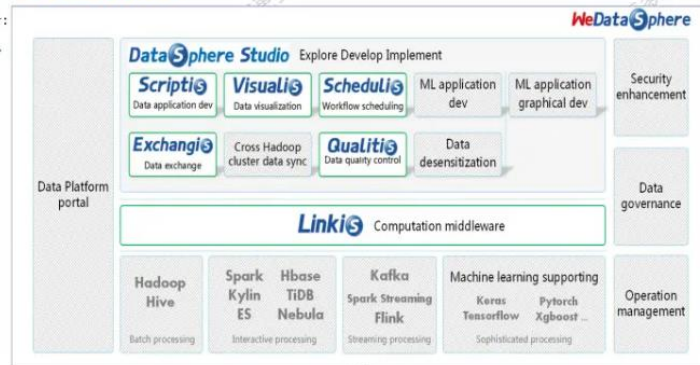 WeDataSphere
DataSphere Studio Explore Develop Implement
Scriptis
Data application dev
Visualis
Data visualization
Schedulis
Workflow scheduling
ML application
dev
ML application
graphical dev
Exchangis
Data exchange
Cross Hadoop
cluster data sync
Qualitis
Data quality control
Data
desensitization
Data Platform
portal
Security
enhancement
Data
governance
Operation
management
Linkis Computation middleware
Hadoop
Hive
Batch processing
Spark Hbase
Kylin TiDB
ES Nebula
Interactive processing
Kafka
Spark Streaming
Flink
Streaming processing
Machine learning supporting
Keras Pytorch
Tensorflow Xgboost ...
Sophisticated processing